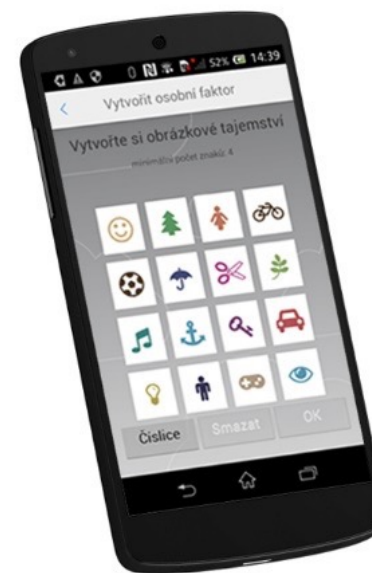 52% 14:39
Vytvořit osobní faktor
Vytvořte si obrázkové tajemství
minimální počet znaků: 4
Číslice Smazat OK